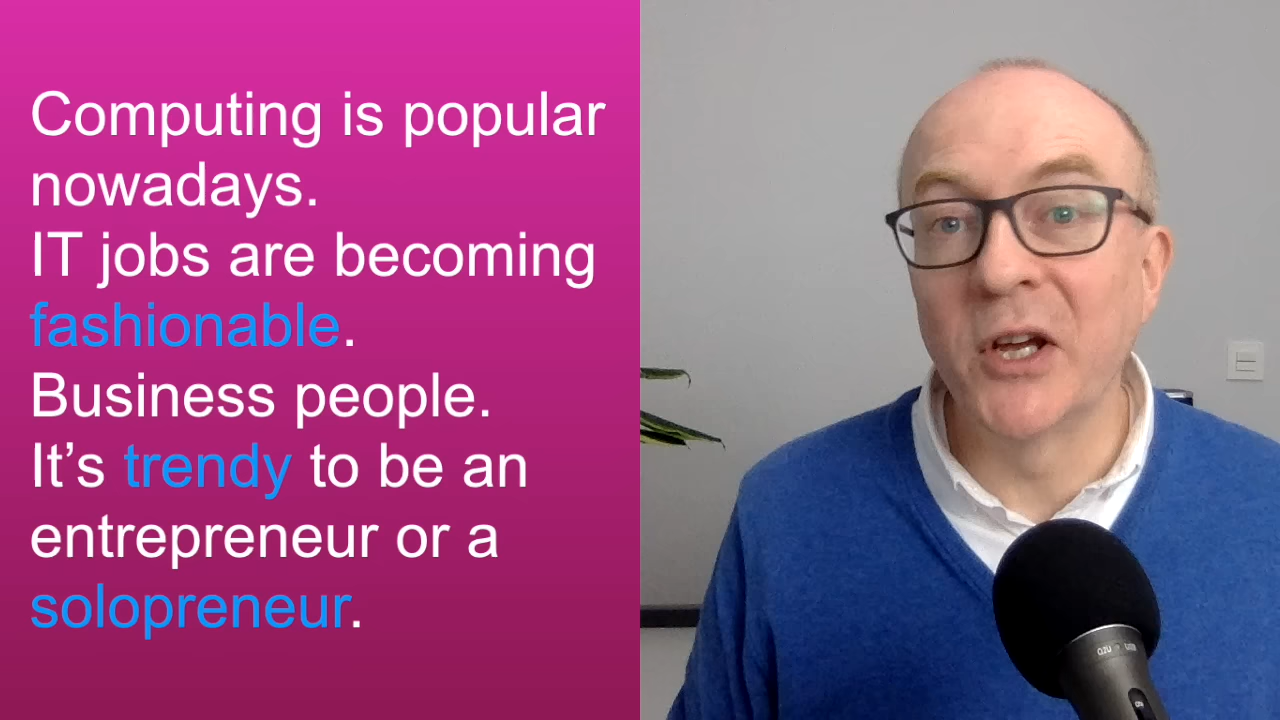 Computing is popular
nowadays.
IT jobs are becoming
fashionable.
Business people.
It’s trendy to be an
entrepreneur or a
solopreneur.